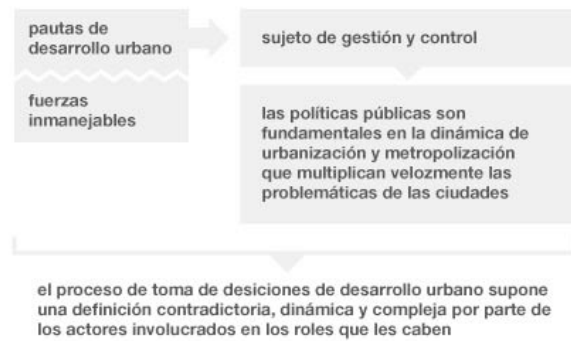 pautas de
desarrollo urbano
sujeto de gestión y control
fuerzas
inmanejables
las políticas públicas son
fundamentales en la dinámica de
urbanización y metropolización
que multiplican velozmente las
problemáticas de las ciudades
el proceso de toma de desiciones de desarrollo urbano supone
una definición contradictoria, dinámica y compleja por parte de
los actores involucrados en los roles que les caben